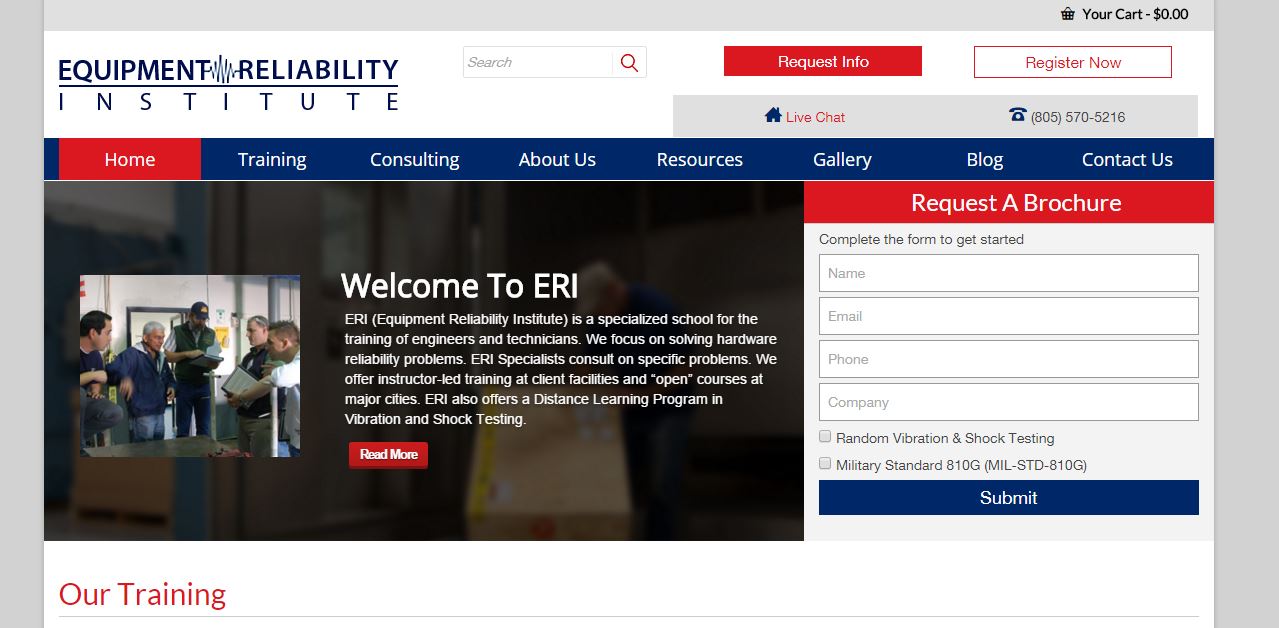 Your Cart - $0.00
EQUIPMENT RELIABILITY
INSTITUTE
Search
Request Info
Register Now
Live Chat
(805) 570-5216
Home
Training
Consulting
About Us
Resources
Gallery
Blog
Contact Us
Welcome To ERI
ERI (Equipment Reliability Institute) is a specialized school for the
training of engineers and technicians. We focus on solving hardware
reliability problems. ERI Specialists consult on specific problems. We
offer instructor-led training at client facilities and “open” courses at
major cities. ERI also offers a Distance Learning Program in
Vibration and Shock Testing.
Read More
Request A Brochure
Complete the form to get started
Name
Email
Phone
Company
Random Vibration & Shock Testing
Military Standard 810G (MIL-STD-810G)
Submit
Our Training